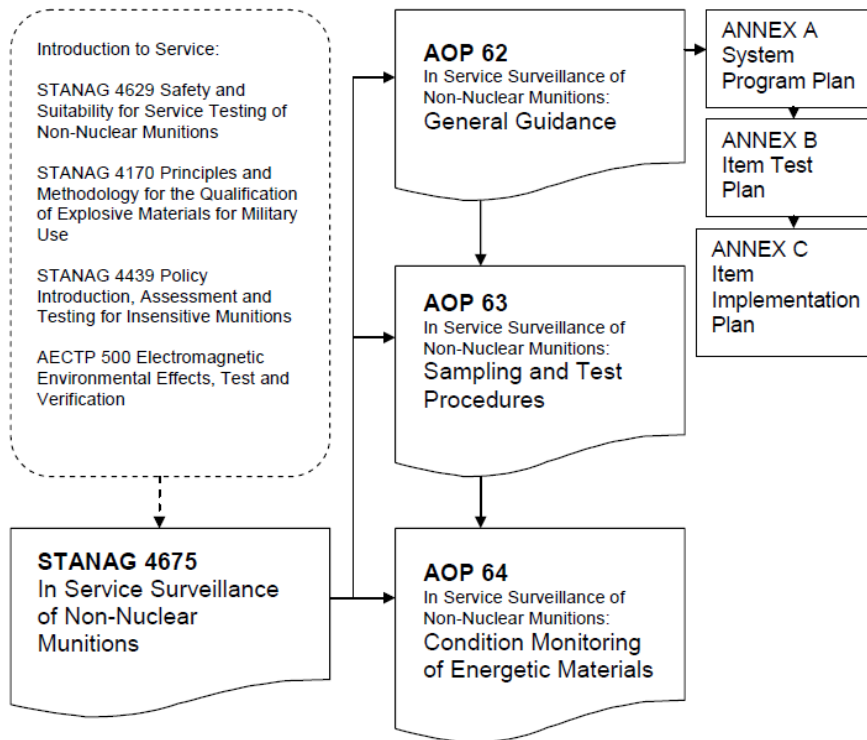 Introduction to Service:
STANAG 4629 Safety and
Suitability for Service Testing of
Non-Nuclear Munitions
STANAG 4170 Principles and
Methodology for the Qualification
of Explosive Materials for Military
Use
STANAG 4439 Policy
Introduction, Assessment and
Testing for Insensitive Munitions
AECTP 500 Electromagnetic
Environmental Effects, Test and
Verification
STANAG 4675
In Service Surveillance
of Non-Nuclear
Munitions
AOP 62
In Service Surveillance of
Non-Nuclear Munitions:
General Guidance
AOP 63
In Service Surveillance of
Non-Nuclear Munitions:
Sampling and Test
Procedures
AOP 64
In Service Surveillance of
Non-Nuclear Munitions:
Condition Monitoring
of Energetic Materials
ANNEX A
System
Program Plan
ANNEX B
Item Test
Plan
ANNEX C
Item
Implementation
Plan